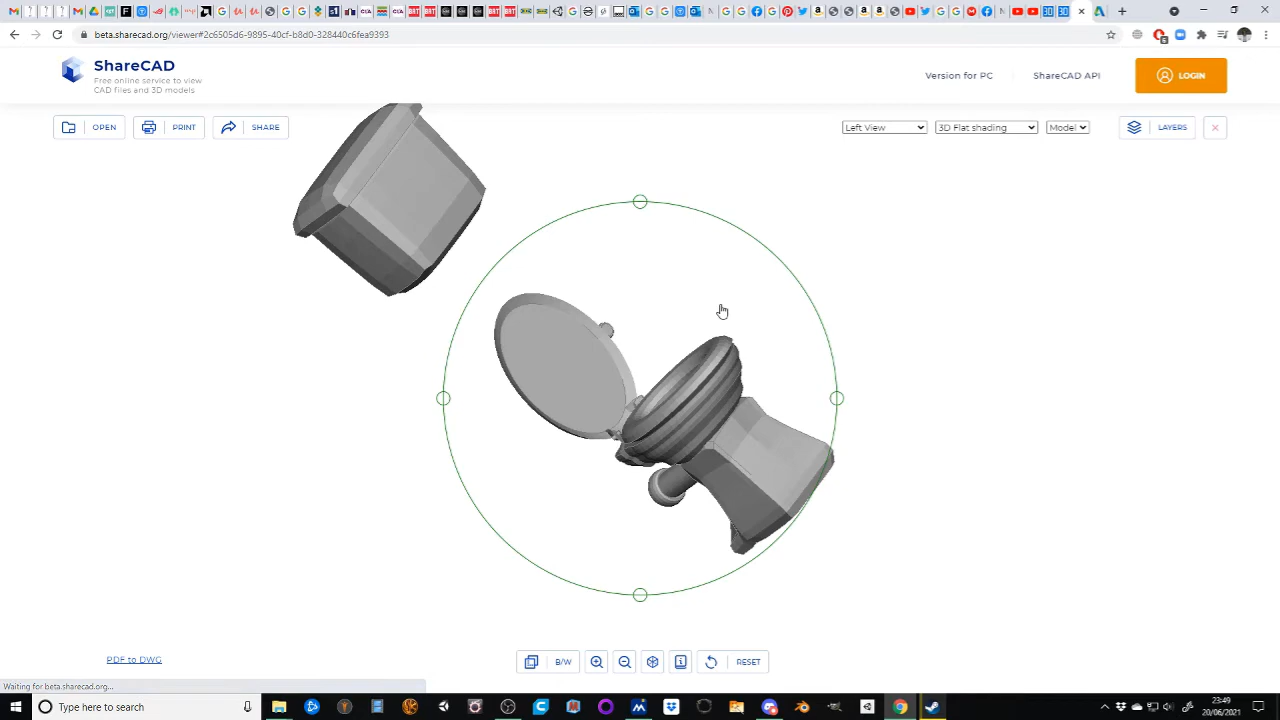 beta.sharecad.org/viewer#2c6505d6-9895-40cf-b8d0-328440c6fea9393
ShareCAD
Free online service to view
CAD files and 3D models
Version for PC
ShareCAD API
LOGIN
OPEN
PRINT
SHARE
Left View
3D Flat shading
Model
LAYERS
PDF to DWG
B/W
RESET
Waiting for beta.sharecad.org...
Type here to search
23:49
20/06/2021